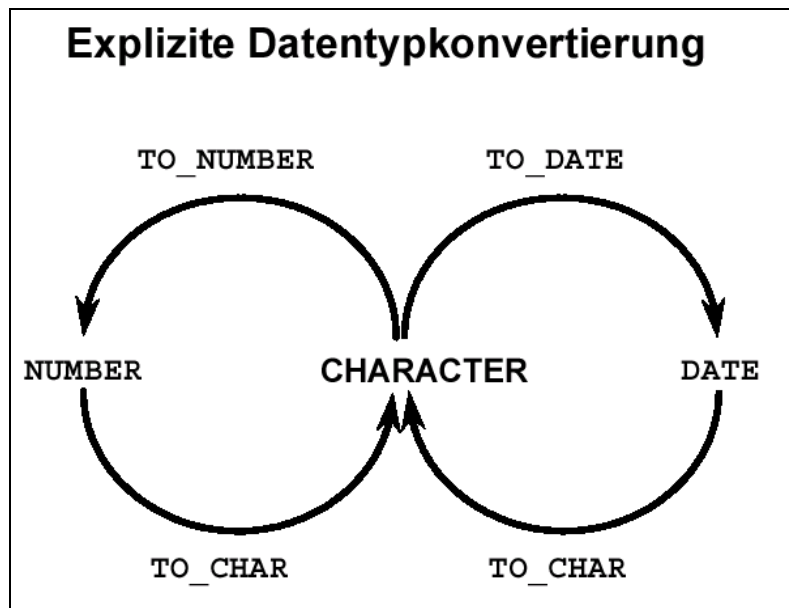 Explizite Datentypkonvertierung
TO_NUMBER TO_DATE
NUMBER CHARACTER DATE
TO_CHAR TO_CHAR